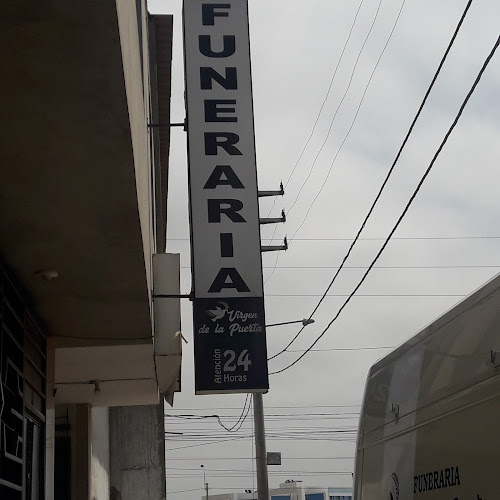 FUNERARIA
Virgen
de la Puerta
Atención
24
Horas
FUNERARIA